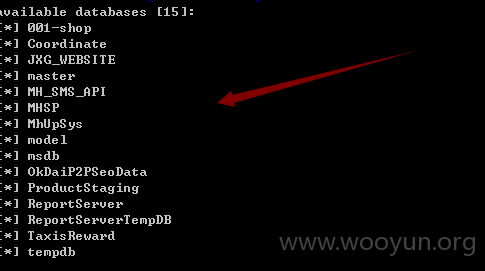 available databases [15]:
[*] 001-shop
[*] Coordinate
[*] JXG_WEBSITE
[*] master
[*] MH_SMS_API
[*] MHSP
[*] MhUpSys
[*] model
[*] msdb
[*] OkDaiP2PSeoData
[*] ProductStaging
[*] ReportServer
[*] ReportServerTempDB
[*] TaxisReward
[*] tempdb
www.wooyun.org